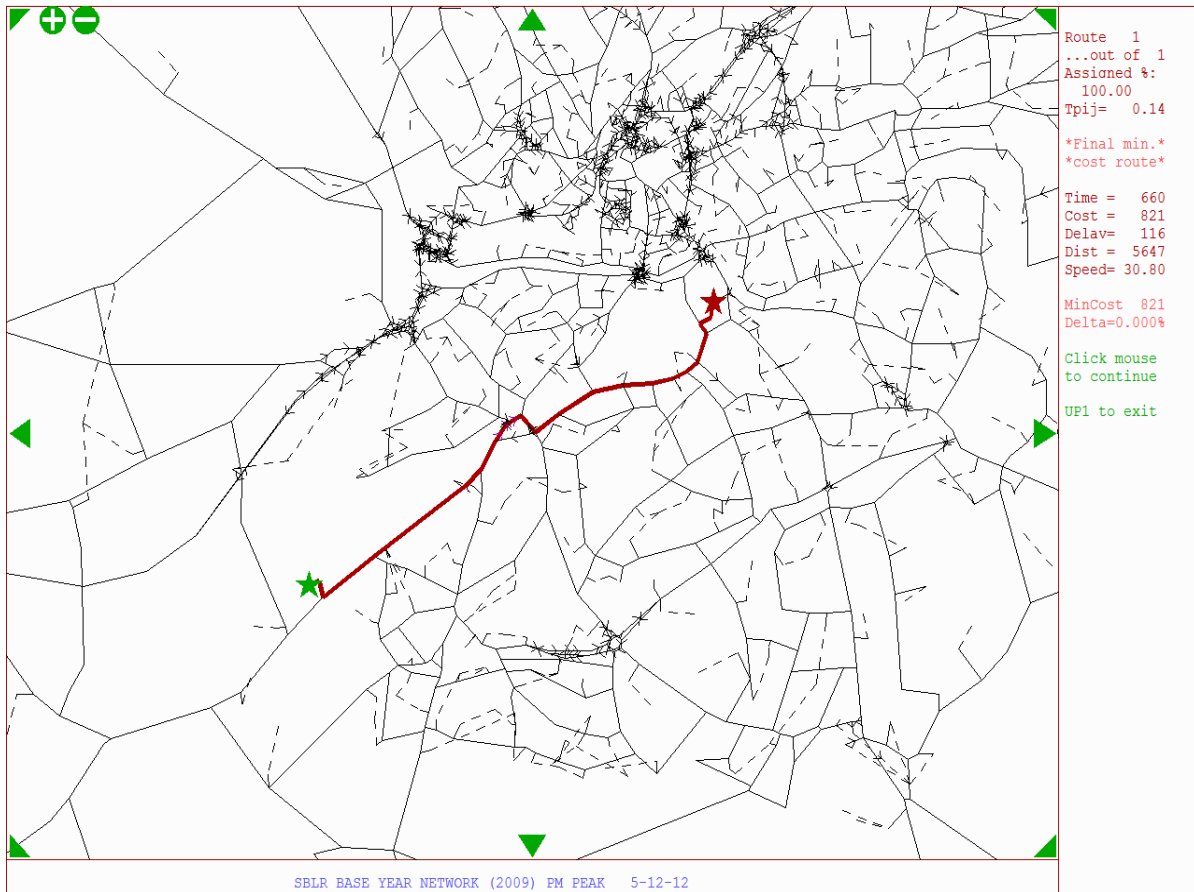 Route 1
...out of 1
Assigned %:
100.00
Tpij= 0.14
*Final min.*
*cost route*
Time = 660
Cost = 821
Delay= 116
Dist = 5647
Speed= 30.80
MinCost 821
Delta=0.000%
Click mouse
to continue
UP1 to exit
SBLR BASE YEAR NETWORK (2009) PM PEAK 5-12-12